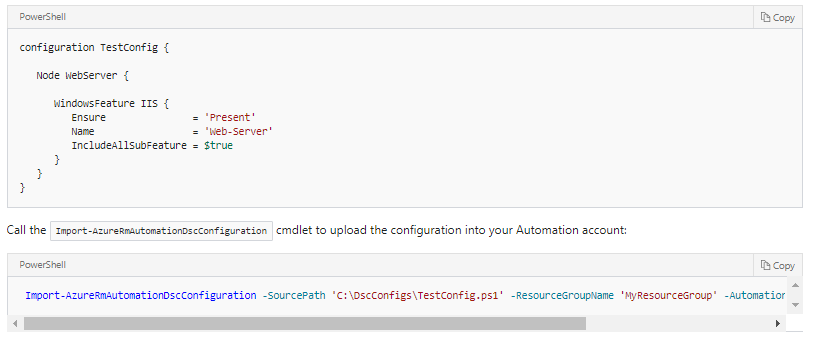 PowerShell
Copy
configuration TestConfig {
Node WebServer {
WindowsFeature IIS {
Ensure = 'Present'
Name = 'Web-Server'
IncludeAllSubFeature = $true
}
}
}
Call the Import-AzureRmAutomationDscConfiguration cmdlet to upload the configuration into your Automation account:
PowerShell
Copy
Import-AzureRmAutomationDscConfiguration -SourcePath 'C:\DscConfigs\TestConfig.ps1' -ResourceGroupName 'MyResourceGroup' -Automation